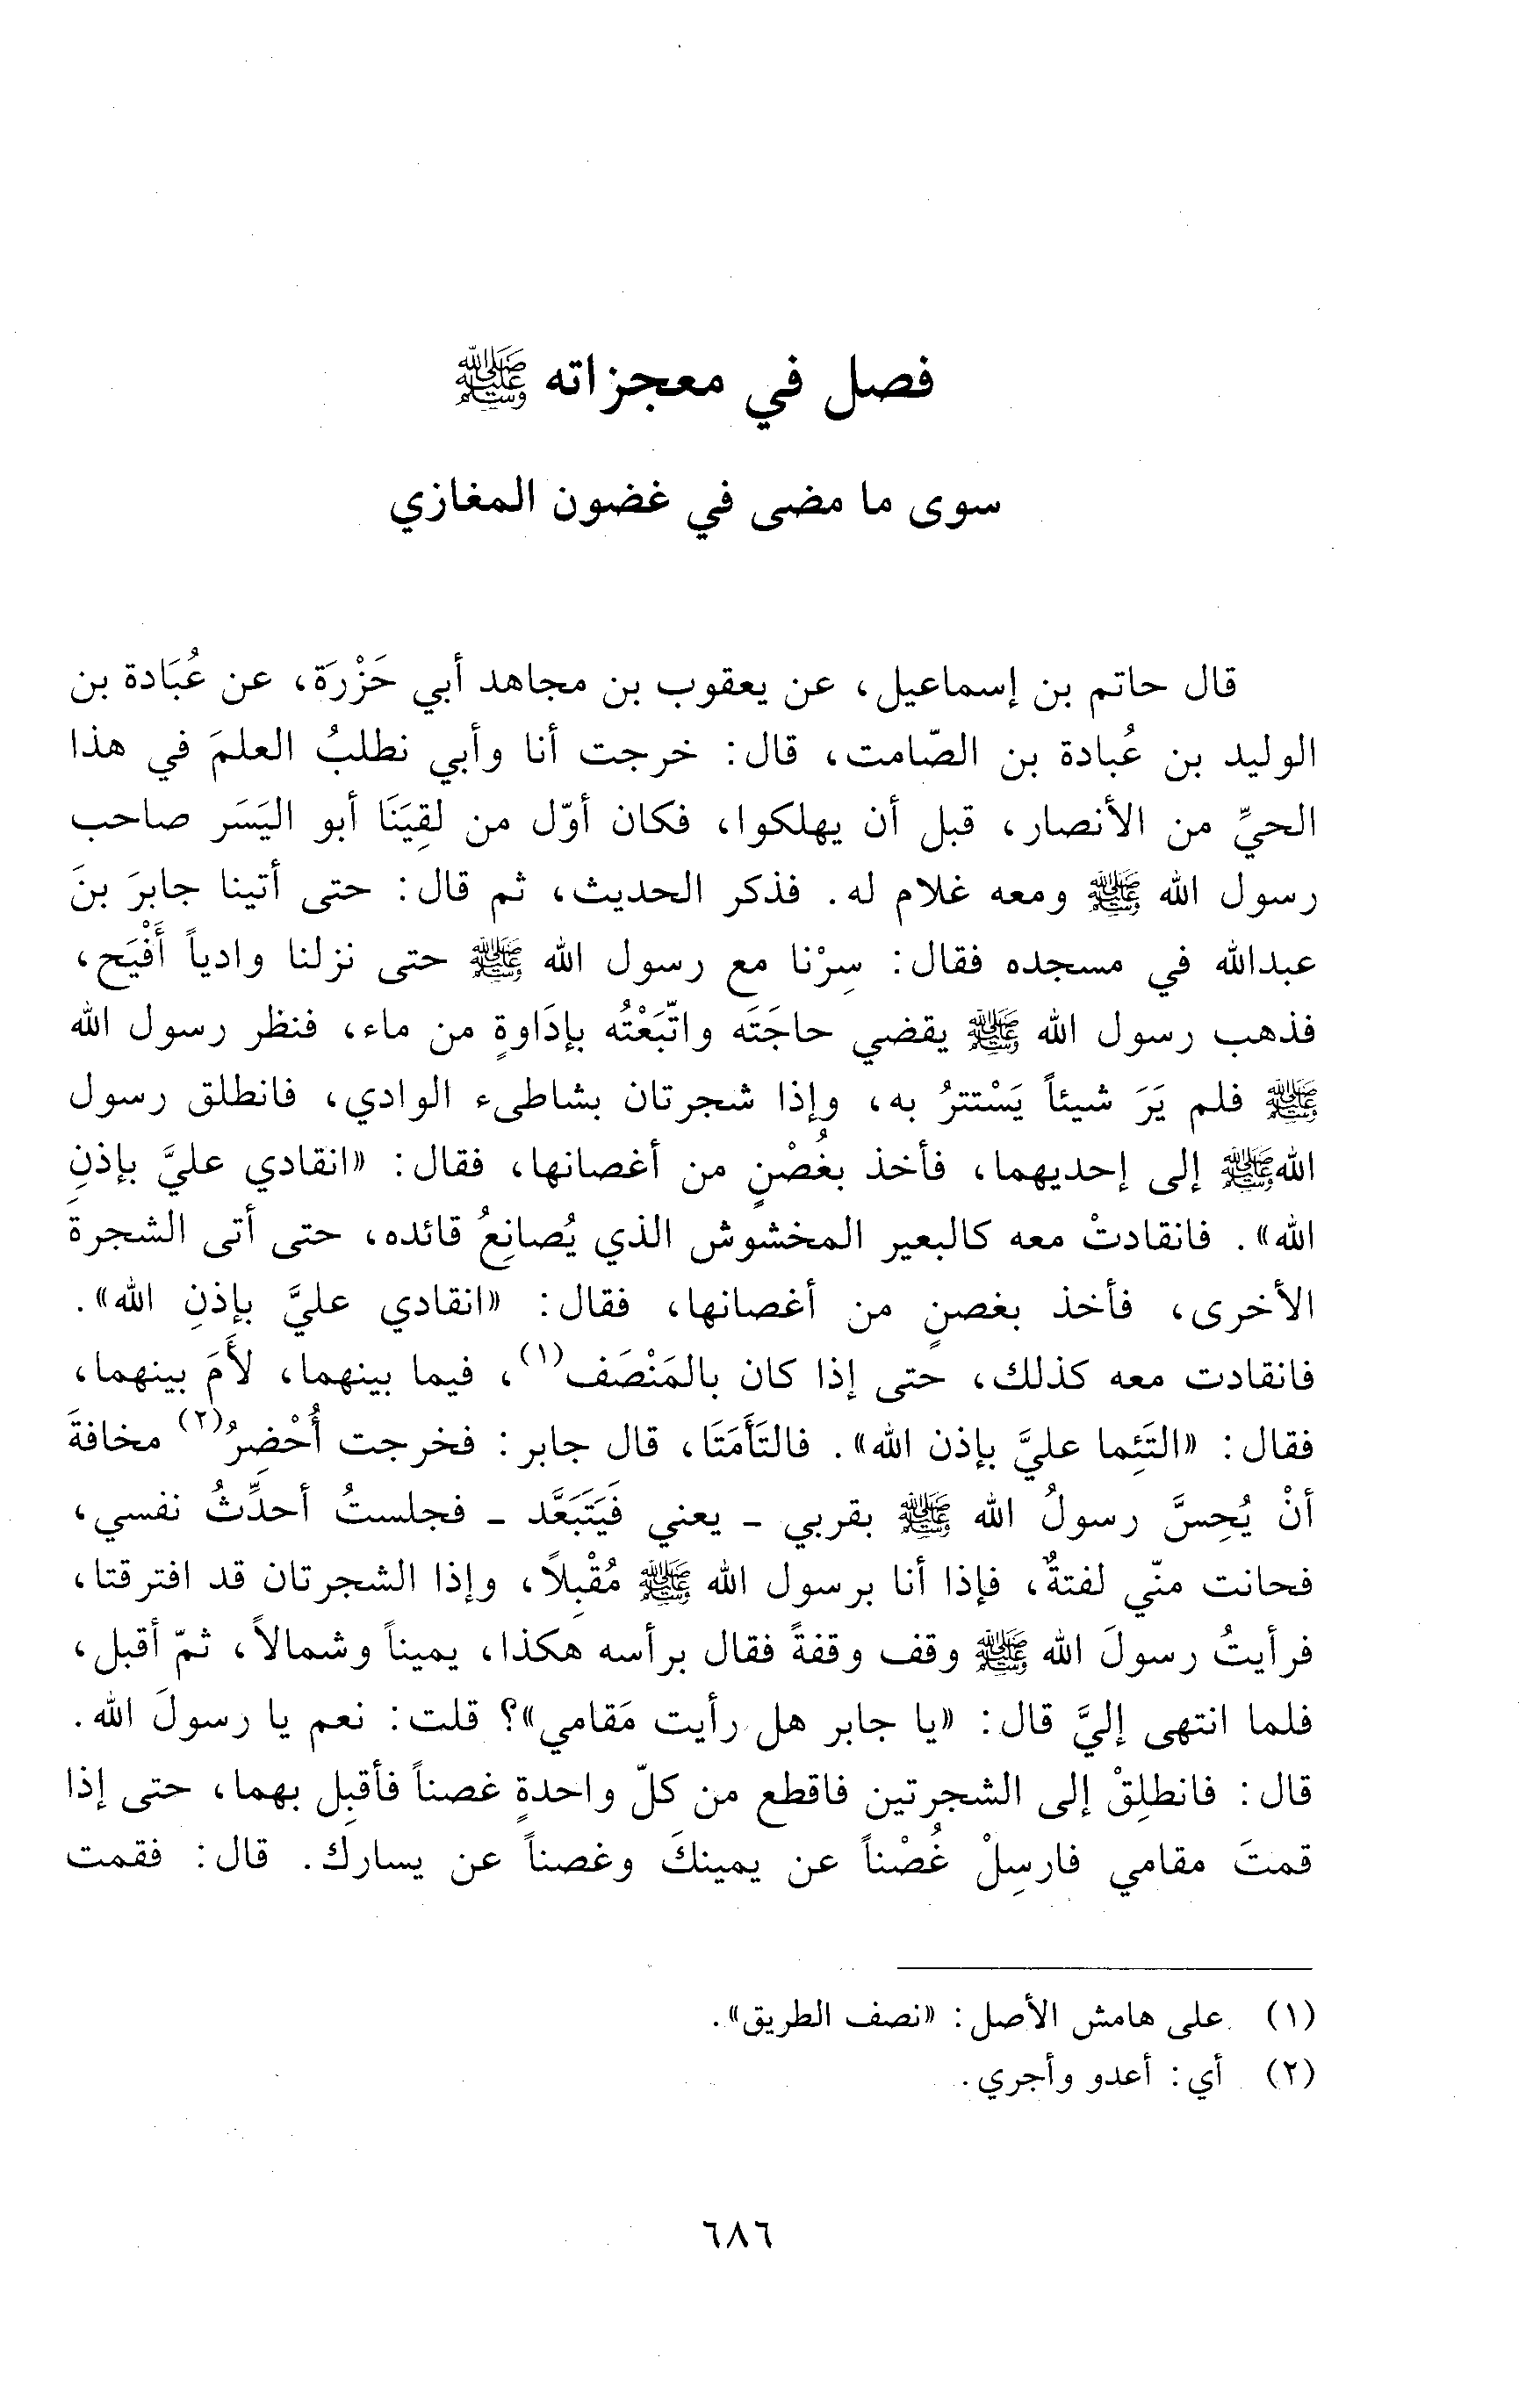 فصل في معجزاته ﷺ
سوى ما مضى في غضون المغازي
قال حاتم بن إسماعيل، عن يعقوب بن مجاهد أبي حَزْرَة، عن عُبَادة بن
الوليد بن عُبادة بن الصّامت، قال: خرجت أنا وأبي نطلبُ العلمَ في هذا
الحيِّ من الأنصار، قبل أن يهلكوا، فكان أوّل من لقِيَنَا أبو اليَسَر صاحب
رسول الله ﷺ ومعه غلام له. فذكر الحديث، ثم قال: حتى أتينا جابرَ بنَ
عبدالله في مسجده فقال: سِرْنا مع رسول الله ﷺ حتى نزلنا وادياً أَفْيَح،
فذهب رسول الله ﷺ يقضي حاجَتَه واتّبَعْتُه بإدَاوةٍ من ماء، فنظر رسول الله
ﷺ فلم يَرَ شيئاً يَسْتترُ به، وإذا شجرتان بشاطىء الوادي، فانطلق رسول
اللهﷺ إلى إحديهما، فأخذ بغُصْنٍ من أغصانها، فقال: «انقادي عليَّ بإذنِ
الله». فانقادتْ معه كالبعير المخشوش الذي يُصانِعُ قائده، حتى أتى الشجرةَ
الأخرى، فأخذ بغصنٍ من أغصانها، فقال: «انقادي عليَّ بإذنِ الله».
فانقادت معه كذلك، حتى إذا كان بالمَنْصَف(١)، فيما بينهما، لأَمَ بينهما،
فقال: «التَئِما عليَّ بإذن الله». فالتَأَمَتَا، قال جابر: فخرجت أُحْضِرُ(٢) مخافةَ
أنْ يُحِسَّ رسولُ الله ﷺ بقربي ـ يعني فَيَتَبَعَّد ـ فجلستُ أحدِّثُ نفسي،
فحانت منّي لفتةٌ، فإذا أنا برسول الله ﷺ مُقْبِلاً، وإذا الشجرتان قد افترقتا،
فرأيتُ رسولَ الله ﷺ وقف وقفةً فقال برأسه هكذا، يميناً وشمالاً، ثمّ أقبل،
فلما انتهى إليَّ قال: «يا جابر هل رأيت مَقامي»؟ قلت: نعم يا رسولَ الله.
قال: فانطلِقْ إلى الشجرتين فاقطع من كلّ واحدةٍ غصناً فأقبِل بهما، حتى إذا
قمتَ مقامي فارسِلْ غُصْناً عن يمينكَ وغصناً عن يسارك. قال: فقمت
(١) على هامش الأصل: «نصف الطريق».
(٢) أي: أعدو وأجري.
٦٨٦